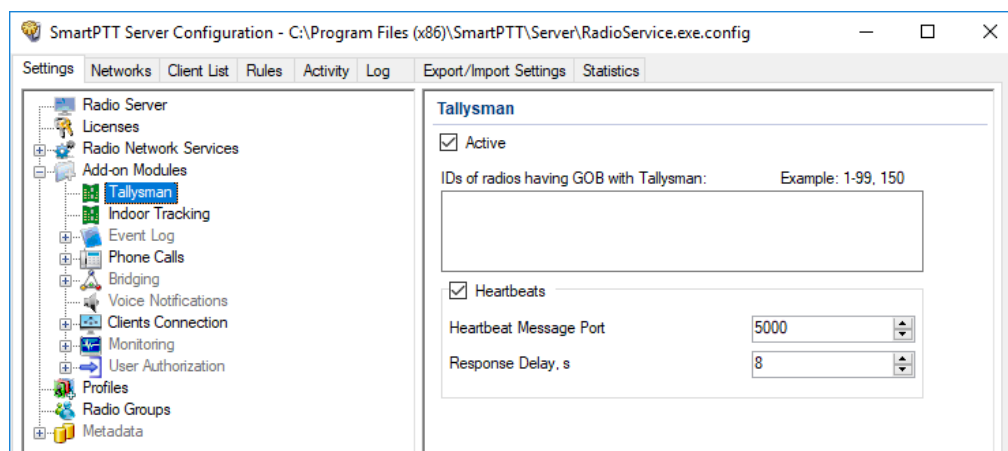 SmartPTT Server Configuration - C:\Program Files (x86)\SmartPTT\Server\RadioService.exe.config
Settings Networks Client List Rules Activity Log Export/Import Settings Statistics
Radio Server
Licenses
Radio Network Services
Add-on Modules
Tallysman
Indoor Tracking
Event Log
Phone Calls
Bridging
Voice Notifications
Clients Connection
Monitoring
User Authorization
Profiles
Radio Groups
Metadata
Tallysman
Active
IDs of radios having GOB with Tallysman: Example: 1-99, 150
Heartbeats
Heartbeat Message Port 5000
Response Delay, s 8